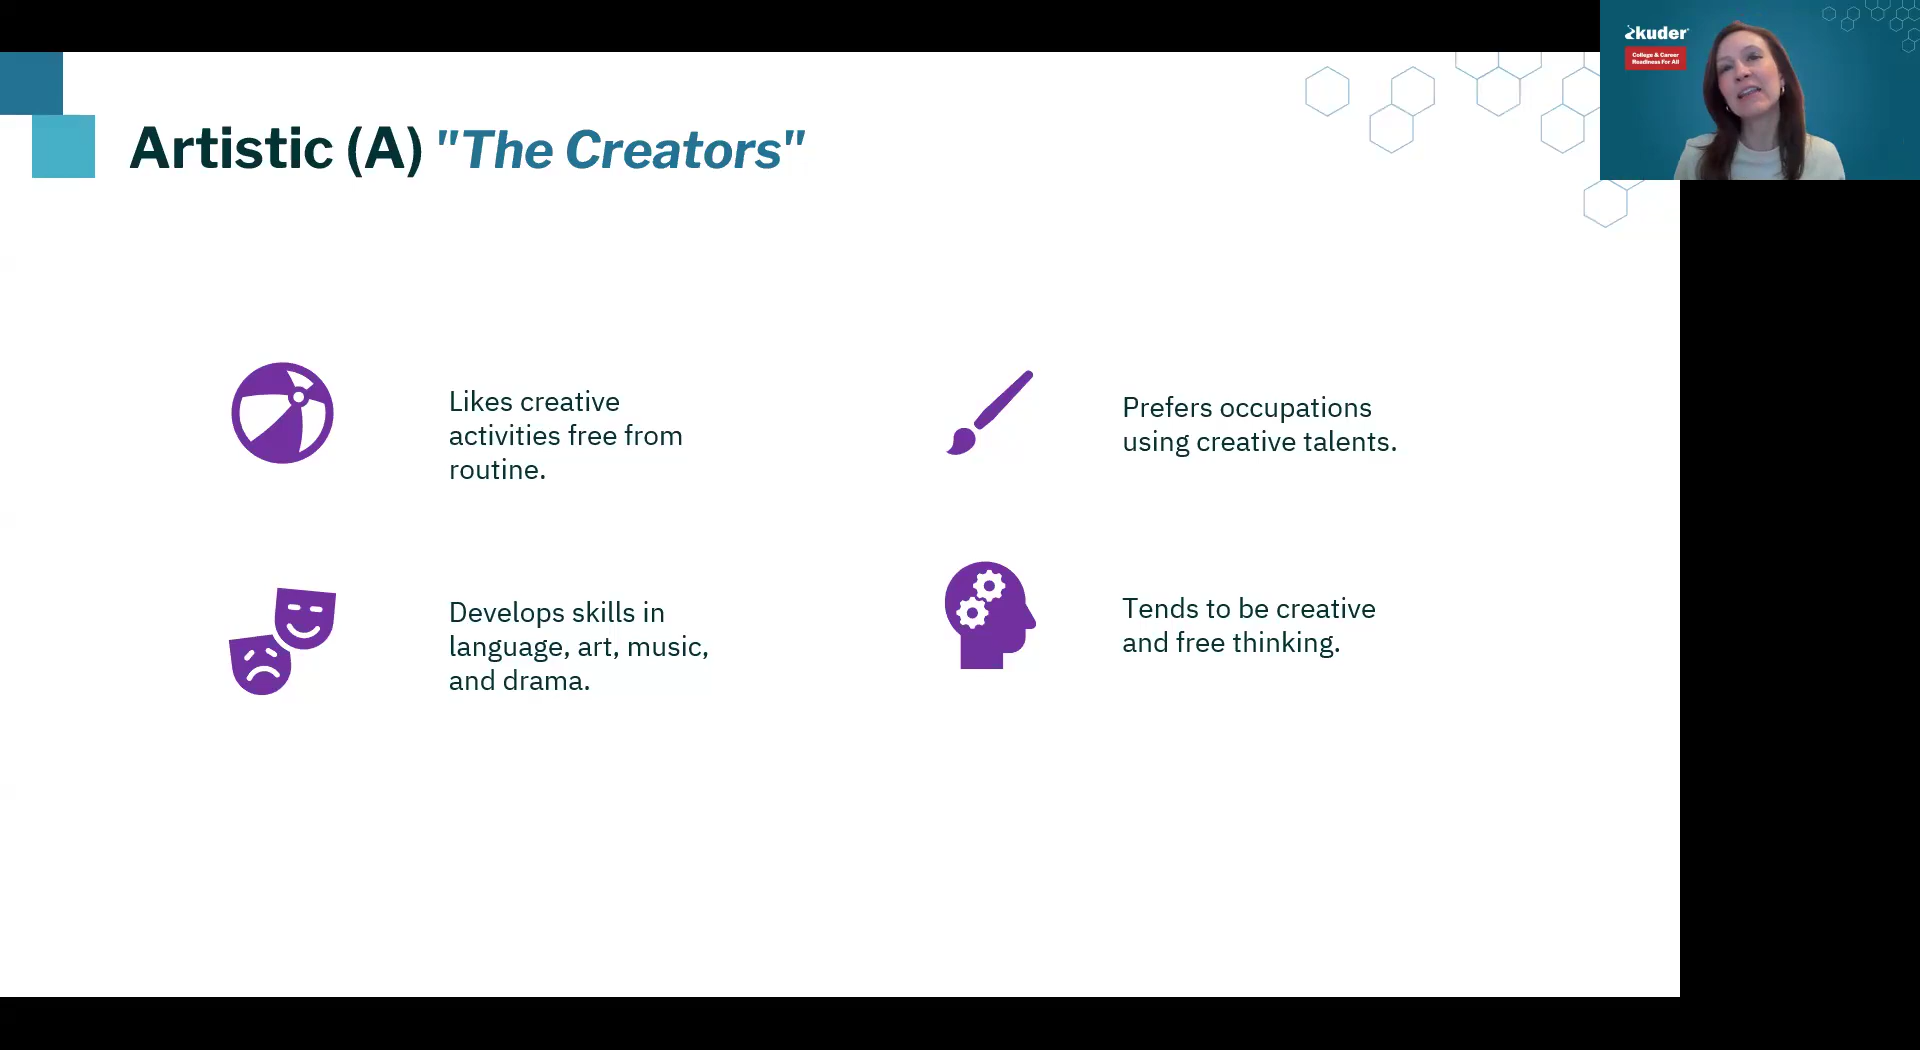 Artistic (A) "The Creators"
Likes creative
activities free from
routine.
Prefers occupations
using creative talents.
Develops skills in
language, art, music,
and drama.
Tends to be creative
and free thinking.
kuder
College & Career
Readiness For All